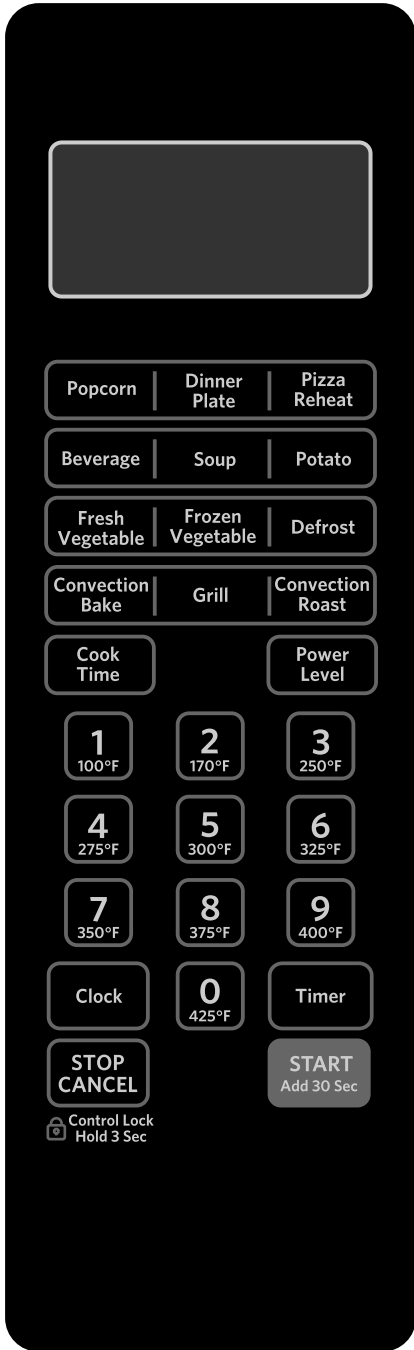 Popcorn
Dinner
Plate
Pizza
Reheat
Beverage
Soup
Potato
Fresh
Vegetable
Frozen
Vegetable
Defrost
Convection
Bake
Grill
Convection
Roast
Cook
Time
Power
Level
1
100°F
2
170°F
3
250°F
4
275°F
5
300°F
6
325°F
7
350°F
8
375°F
9
400°F
Clock
0
425°F
Timer
STOP
CANCEL
START
Add 30 Sec
Control Lock
Hold 3 Sec